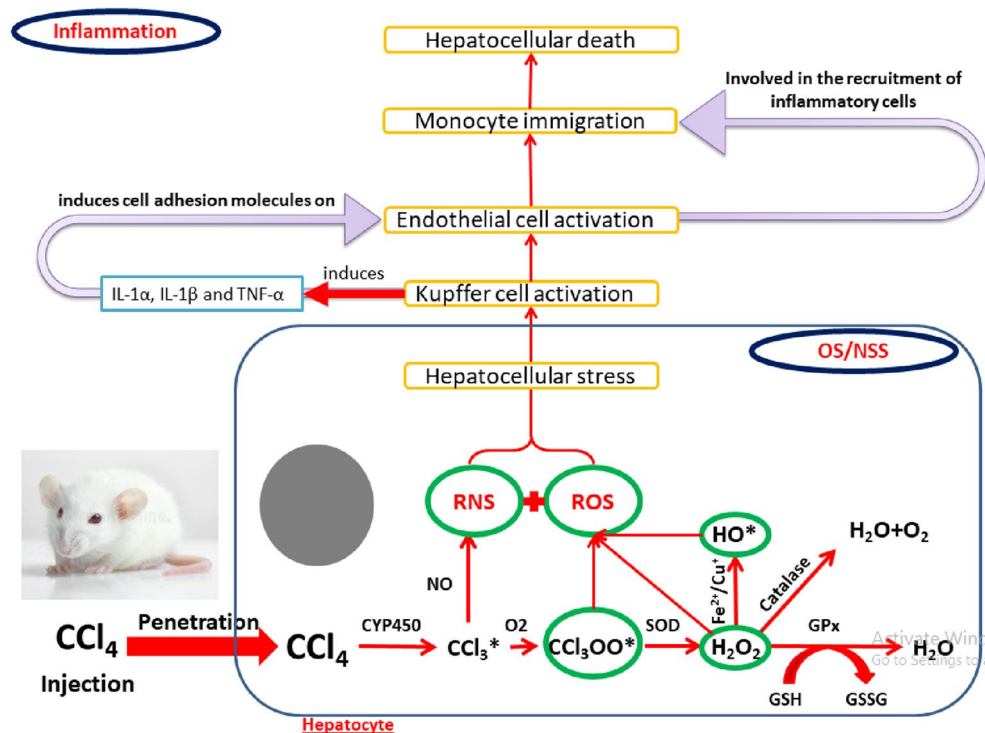 Inflammation
Hepatocellular death
Involved in the recruitment of
inflammatory cells
Monocyte immigration
induces cell adhesion molecules on
Endothelial cell activation
induces
IL-1α, IL-1β and TNF-α
Kupffer cell activation
OS/NSS
Hepatocellular stress
RNS
ROS
HO*
H₂O+O₂
NO
Fe²⁺/Cu⁺
Catalase
Penetration
CCl₄
Injection
CCl₄
CYP450
CCl₃*
O2
CCl₃OO*
SOD
H₂O₂
GPx
H₂O
GSH
GSSG
Activate Win
Go to Settings to a
Hepatocyte